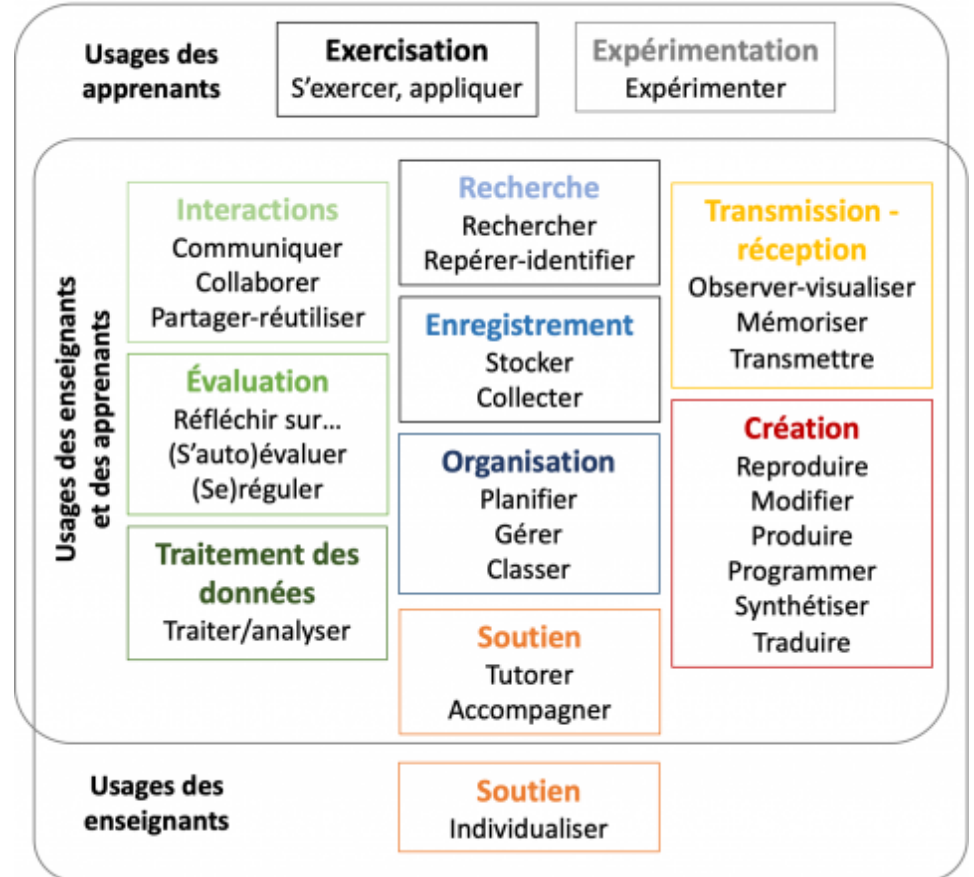 Usages des
apprenants
Exercisation
S'exercer, appliquer
Expérimentation
Expérimenter
Usages des enseignants
et des apprenants
Interactions
Communiquer
Collaborer
Partager-réutiliser
Évaluation
Réfléchir sur...
(S'auto)évaluer
(Se)réguler
Traitement des
données
Traiter/analyser
Recherche
Rechercher
Repérer-identifier
Enregistrement
Stocker
Collecter
Organisation
Planifier
Gérer
Classer
Soutien
Tutorer
Accompagner
Transmission -
réception
Observer-visualiser
Mémoriser
Transmettre
Création
Reproduire
Modifier
Produire
Programmer
Synthétiser
Traduire
Usages des
enseignants
Soutien
Individualiser